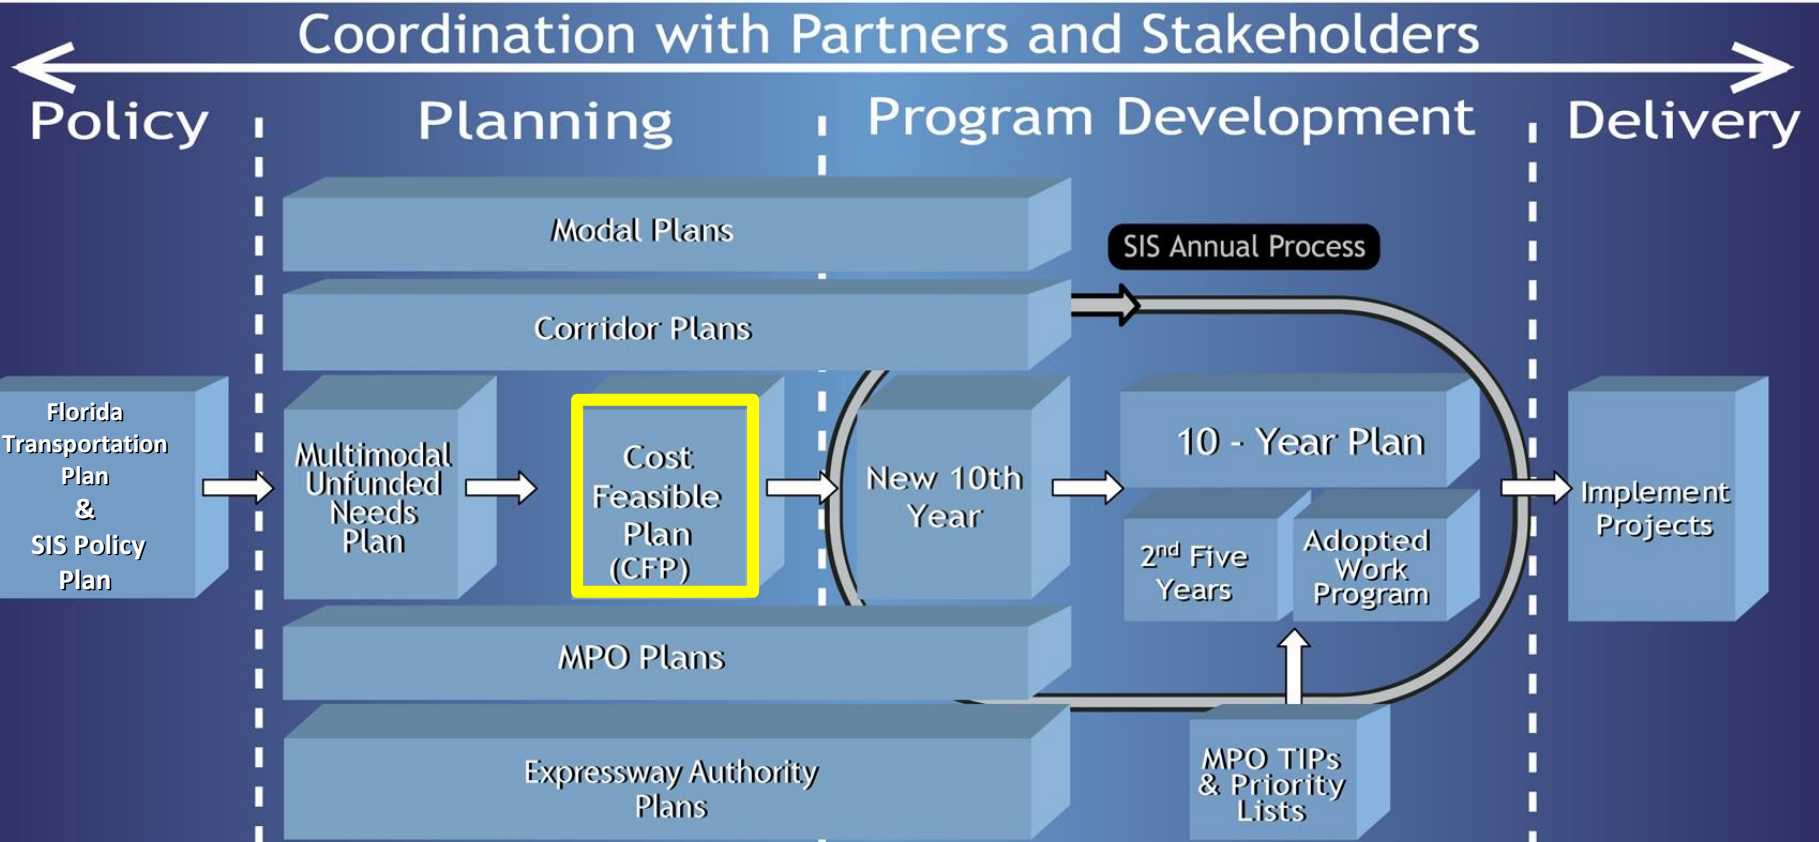 Coordination with Partners and Stakeholders
Policy
Planning
Program Development
Delivery
Modal Plans
SIS Annual Process
Corridor Plans
Florida
Transportation
Plan
&
SIS Policy
Plan
Multimodal
Unfunded
Needs
Plan
Cost
Feasible
Plan
(CFP)
New 10th
Year
10 - Year Plan
2nd Five
Years
Adopted
Work
Program
Implement
Projects
MPO Plans
Expressway Authority
Plans
MPO TIPs
& Priority
Lists